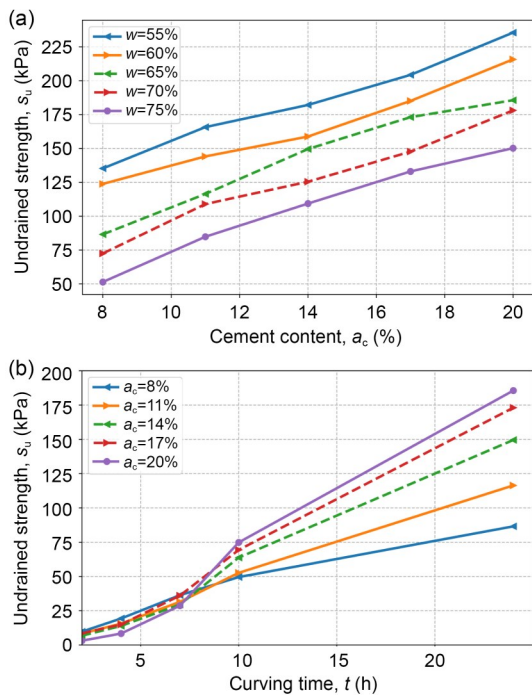 (a)
w=55%
w=60%
w=65%
w=70%
w=75%
Undrained strength, su (kPa)
225
200
175
150
125
100
75
50
8 10 12 14 16 18 20
Cement content, ac (%)
(b)
ac=8%
ac=11%
ac=14%
ac=17%
ac=20%
Undrained strength, su (kPa)
200
175
150
125
100
75
50
25
0
5 10 15 20
Curving time, t (h)